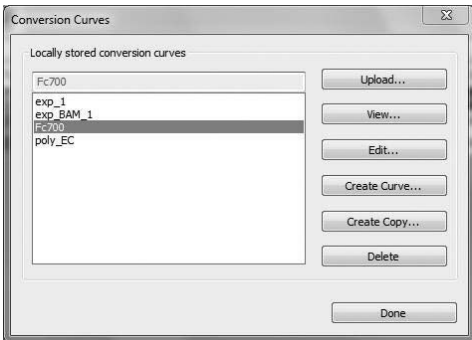 Conversion Curves
Locally stored conversion curves
Fc700
exp_1
exp_BAM_1
Fc700
poly_EC
Upload...
View...
Edit...
Create Curve...
Create Copy...
Delete
Done